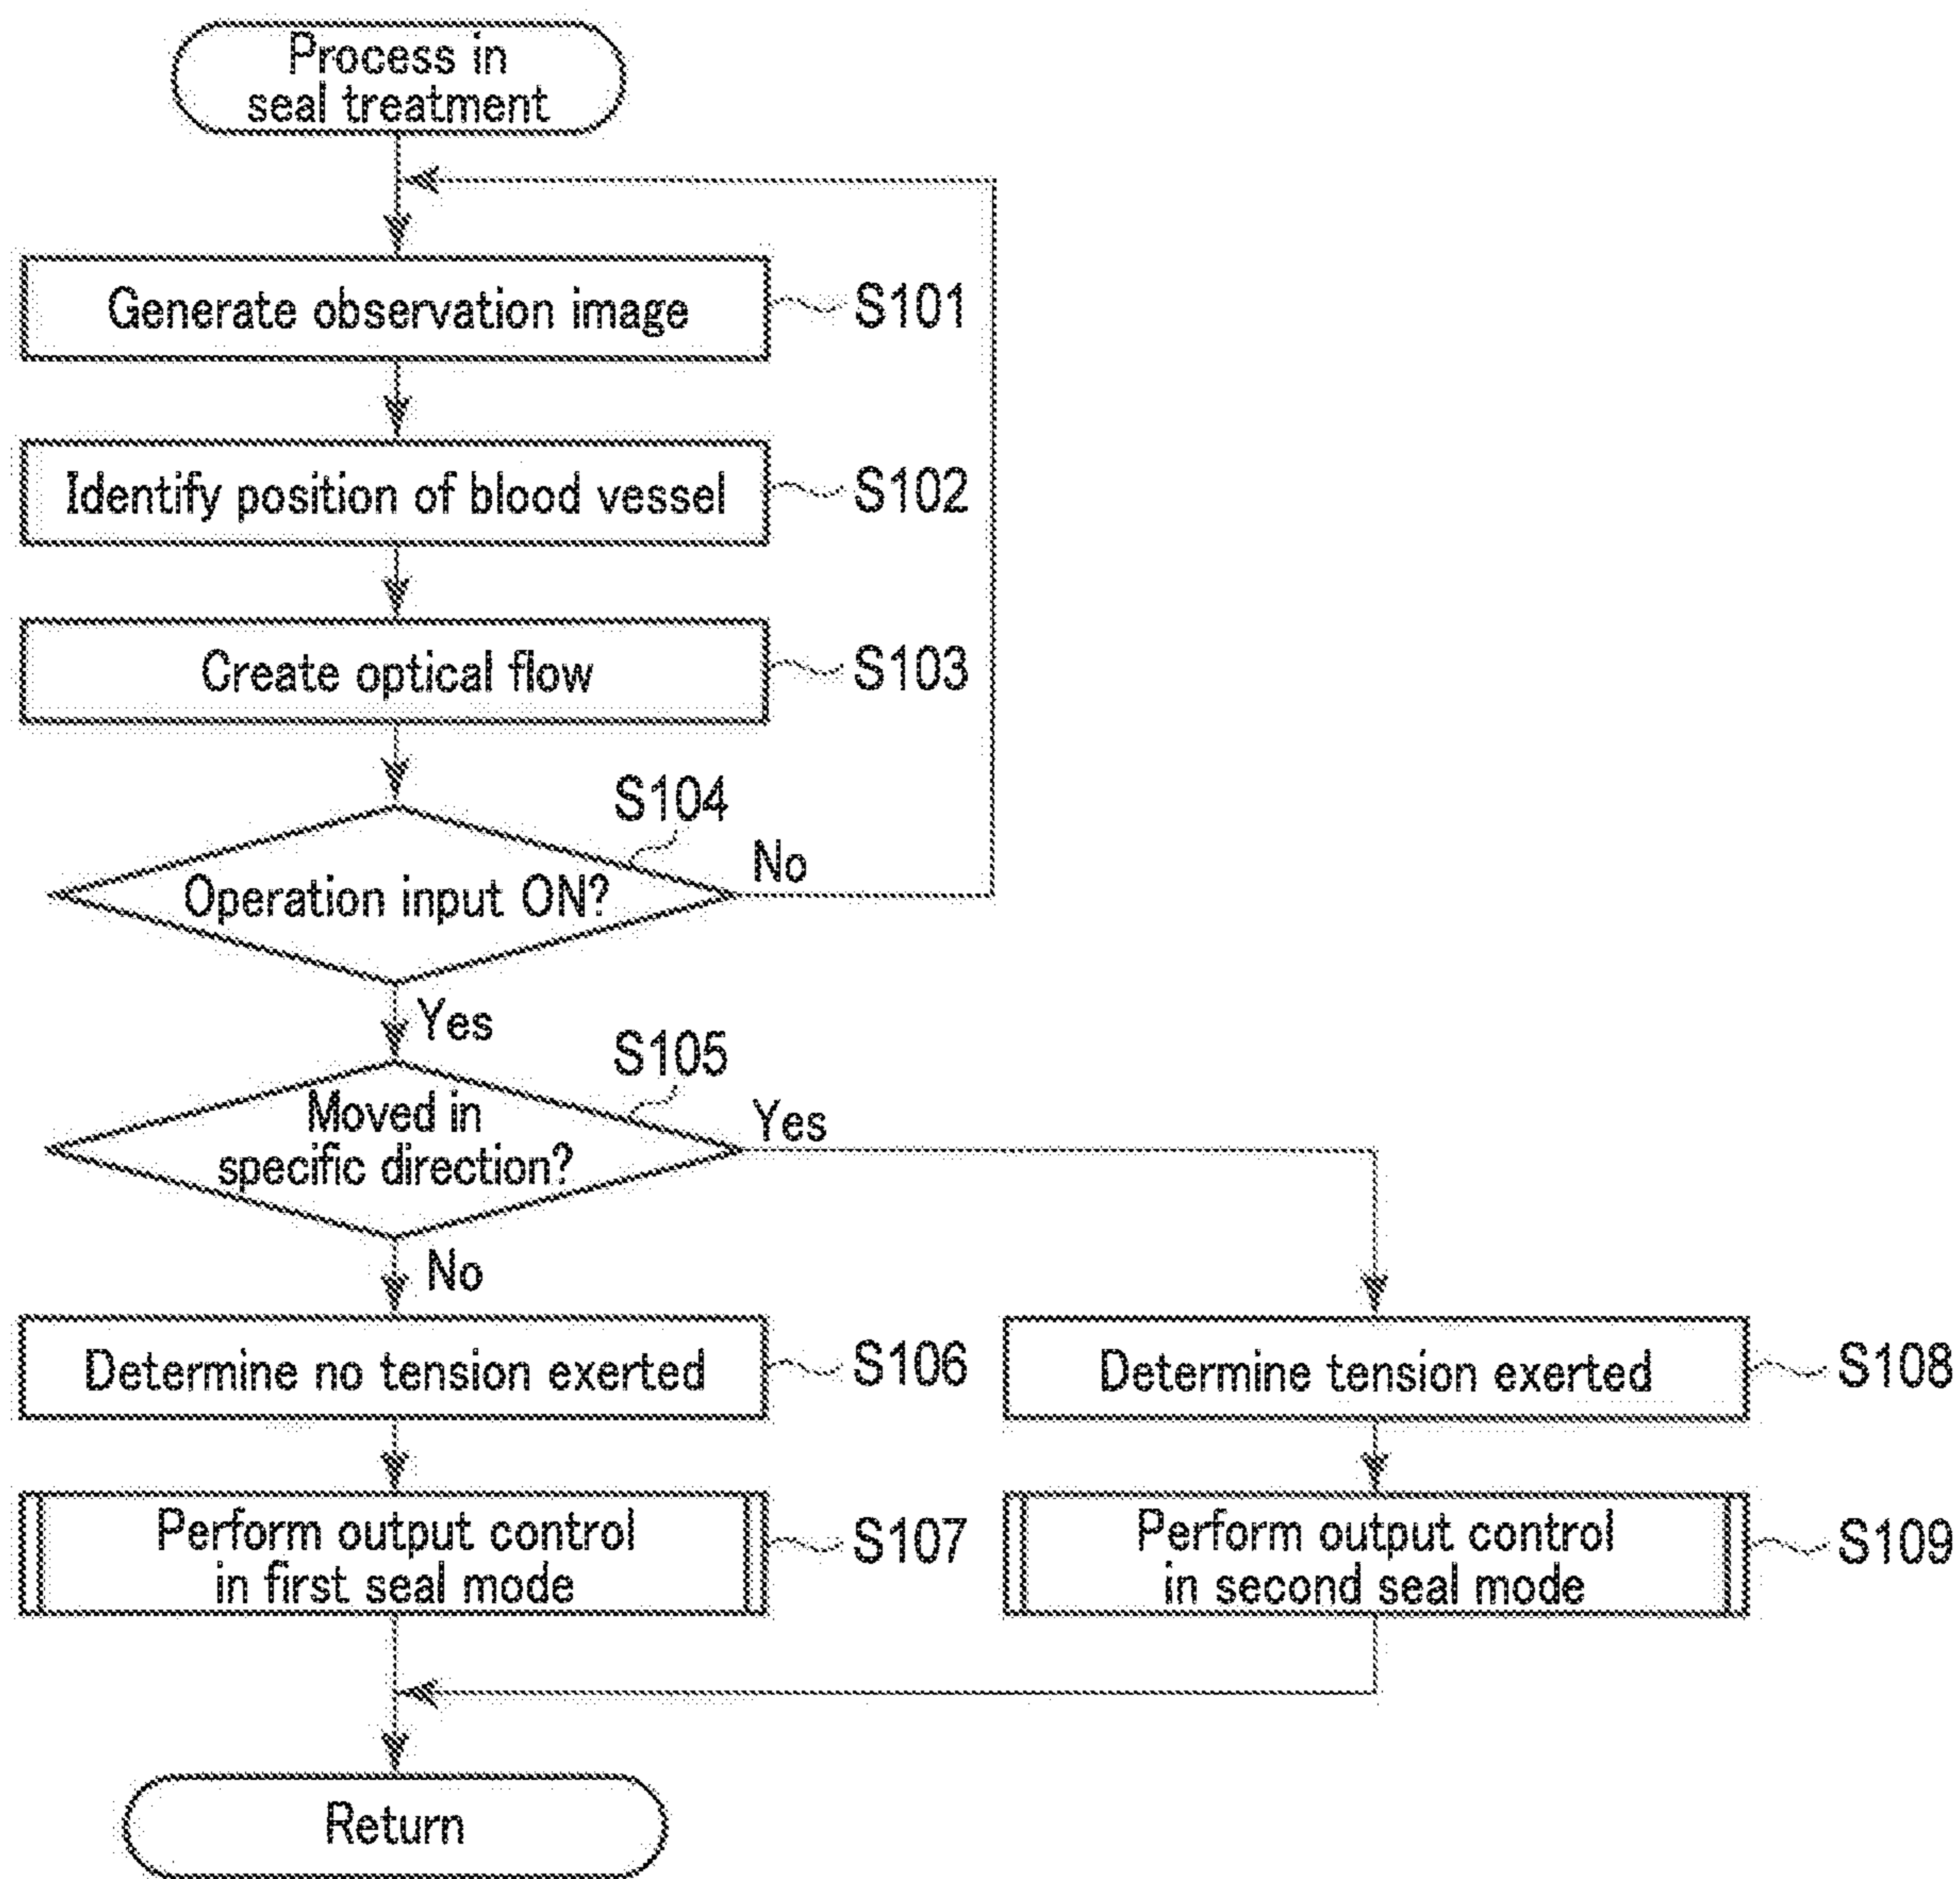 Process in
seal treatment
Generate observation image
S101
Identify position of blood vessel
S102
Create optical flow
S103
S104
Operation input ON?
No
Yes
S105
Moved in
specific direction?
Yes
No
Determine no tension exerted
S106
Determine tension exerted
S108
Perform output control
in first seal mode
S107
Perform output control
in second seal mode
S109
Return